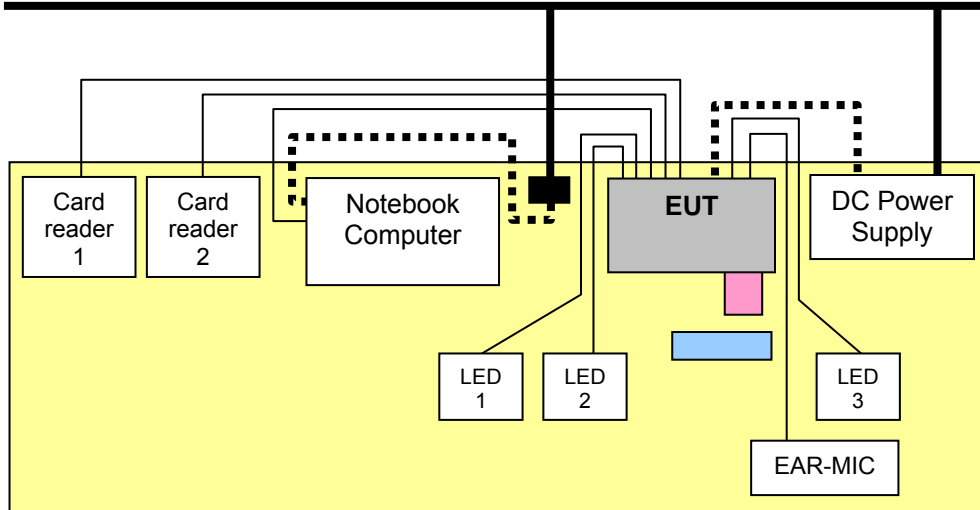 Card
reader
1
Card
reader
2
Notebook
Computer
EUT
DC Power
Supply
LED
1
LED
2
LED
3
EAR-MIC